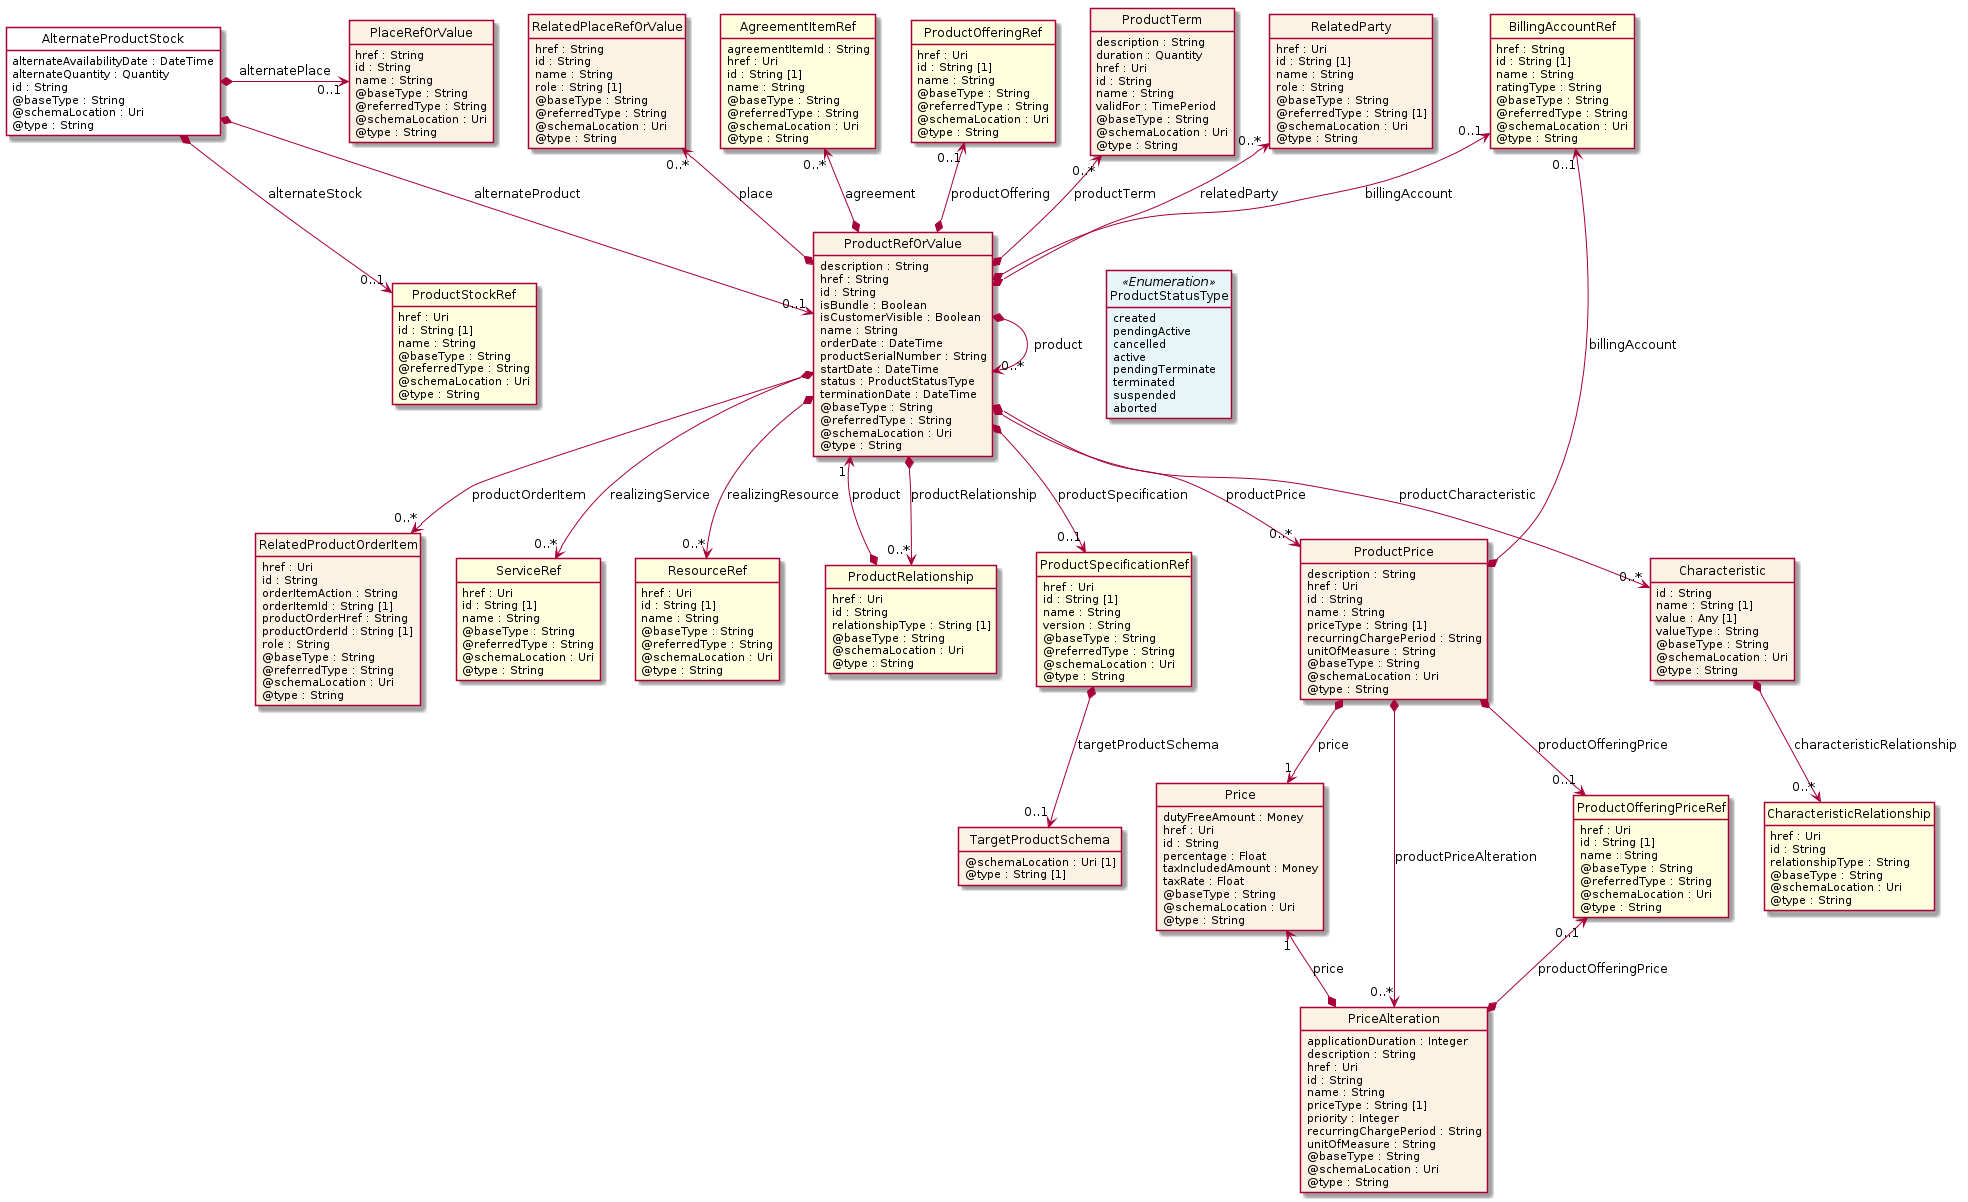 AlternateProductStock
alternateAvailabilityDate : DateTime
alternateQuantity : Quantity
id : String
@baseType : String
@schemaLocation : Uri
@type : String
alternatePlace
0..1
PlaceRefOrValue
href : String
id : String
name : String
@baseType : String
@referredType : String
@schemaLocation : Uri
@type : String
RelatedPlaceRefOrValue
href : String
id : String
name : String
role : String [1]
@baseType : String
@referredType : String
@schemaLocation : Uri
@type : String
0..*
AgreementItemRef
agreementItemId : String
href : Uri
id : String [1]
name : String
@baseType : String
@referredType : String
@schemaLocation : Uri
@type : String
0..*
ProductOfferingRef
href : Uri
id : String [1]
name : String
@baseType : String
@referredType : String
@schemaLocation : Uri
@type : String
0..1
ProductTerm
description : String
duration : Quantity
href : Uri
id : String
name : String
validFor : TimePeriod
@baseType : String
@schemaLocation : Uri
@type : String
0..*
RelatedParty
href : Uri
id : String [1]
name : String
role : String
@baseType : String
@referredType : String [1]
@schemaLocation : Uri
@type : String
0..*
BillingAccountRef
href : String
id : String [1]
name : String
ratingType : String
@baseType : String
@referredType : String
@schemaLocation : Uri
@type : String
0..1
0..1
alternateStock
alternateProduct
place
agreement
productOffering
productTerm
relatedParty
billingAccount
0..1
ProductStockRef
href : Uri
id : String [1]
name : String
@baseType : String
@referredType : String
@schemaLocation : Uri
@type : String
0..1
ProductRefOrValue
description : String
href : String
id : String
isBundle : Boolean
isCustomerVisible : Boolean
name : String
orderDate : DateTime
productSerialNumber : String
startDate : DateTime
status : ProductStatusType
terminationDate : DateTime
@baseType : String
@referredType : String
@schemaLocation : Uri
@type : String
product
0..*
«Enumeration»
ProductStatusType
created
pendingActive
cancelled
active
pendingTerminate
terminated
suspended
aborted
billingAccount
1
productOrderItem
realizingService
realizingResource
product
productRelationship
productSpecification
productPrice
productCharacteristic
0..*
RelatedProductOrderItem
href : Uri
id : String
orderItemAction : String
orderItemId : String [1]
productOrderHref : String
productOrderId : String [1]
role : String
@baseType : String
@referredType : String
@schemaLocation : Uri
@type : String
0..*
ServiceRef
href : Uri
id : String [1]
name : String
@baseType : String
@referredType : String
@schemaLocation : Uri
@type : String
0..*
ResourceRef
href : Uri
id : String [1]
name : String
@baseType : String
@referredType : String
@schemaLocation : Uri
@type : String
0..*
ProductRelationship
href : Uri
id : String
relationshipType : String [1]
@baseType : String
@schemaLocation : Uri
@type : String
0..1
ProductSpecificationRef
href : Uri
id : String [1]
name : String
version : String
@baseType : String
@referredType : String
@schemaLocation : Uri
@type : String
0..*
ProductPrice
description : String
href : Uri
id : String
name : String
priceType : String [1]
recurringChargePeriod : String
unitOfMeasure : String
@baseType : String
@schemaLocation : Uri
@type : String
0..*
Characteristic
id : String
name : String [1]
value : Any [1]
valueType : String
@baseType : String
@schemaLocation : Uri
@type : String
targetProductSchema
price
productOfferingPrice
characteristicRelationship
0..1
TargetProductSchema
@schemaLocation : Uri [1]
@type : String [1]
1
Price
dutyFreeAmount : Money
href : Uri
id : String
percentage : Float
taxIncludedAmount : Money
taxRate : Float
@baseType : String
@schemaLocation : Uri
@type : String
1
productPriceAlteration
0..1
ProductOfferingPriceRef
href : Uri
id : String [1]
name : String
@baseType : String
@referredType : String
@schemaLocation : Uri
@type : String
0..1
0..*
CharacteristicRelationship
href : Uri
id : String
relationshipType : String
@baseType : String
@schemaLocation : Uri
@type : String
price
productOfferingPrice
0..*
PriceAlteration
applicationDuration : Integer
description : String
href : Uri
id : String
name : String
priceType : String [1]
priority : Integer
recurringChargePeriod : String
unitOfMeasure : String
@baseType : String
@schemaLocation : Uri
@type : String